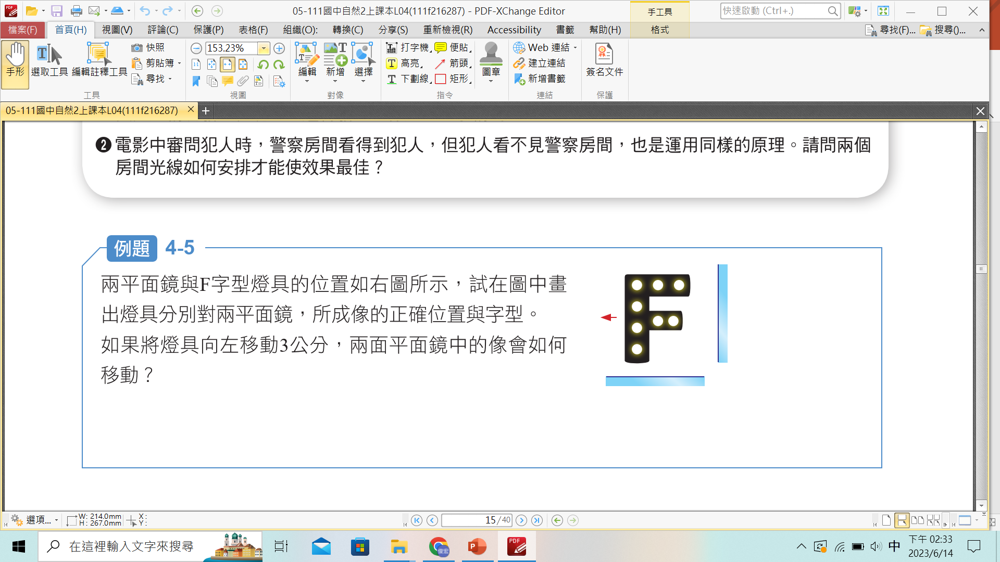 05-111國中自然2上課本L04(111f216287) - PDF-XChange Editor
手工具
快速啟動 (Ctrl+.)
檔案(F) 首頁(H) 視圖(V) 評論(C) 保護(P) 表格(F) 組織(O): 轉換(C) 分享(S) 重新檢視(R) Accessibility 書籤 幫助(H) 格式 尋找(F)... 搜尋()...
手形 選取工具 編輯註釋工具 快照 剪貼簿 尋找
工具
153.23%
視圖
編輯 新增 選擇
對像
打字機 便貼
高亮 箭頭
下劃線 矩形
圖章
指令
Web 連結
建立連結
新增書籤
連結
簽名文件
保護
05-111國中自然2上課本L04(111f216287)
❷電影中審問犯人時，警察房間看得到犯人，但犯人看不見警察房間，也是運用同樣的原理。請問兩個
房間光線如何安排才能使效果最佳？
例題 4-5
兩平面鏡與F字型燈具的位置如右圖所示，試在圖中畫
出燈具分別對兩平面鏡，所成像的正確位置與字型。
如果將燈具向左移動3公分，兩面平面鏡中的像會如何
移動？
F
選項... W: 214.0mm X:
H: 267.0mm Y:
15/40
在這裡輸入文字來搜尋
中
下午 02:33
2023/6/14